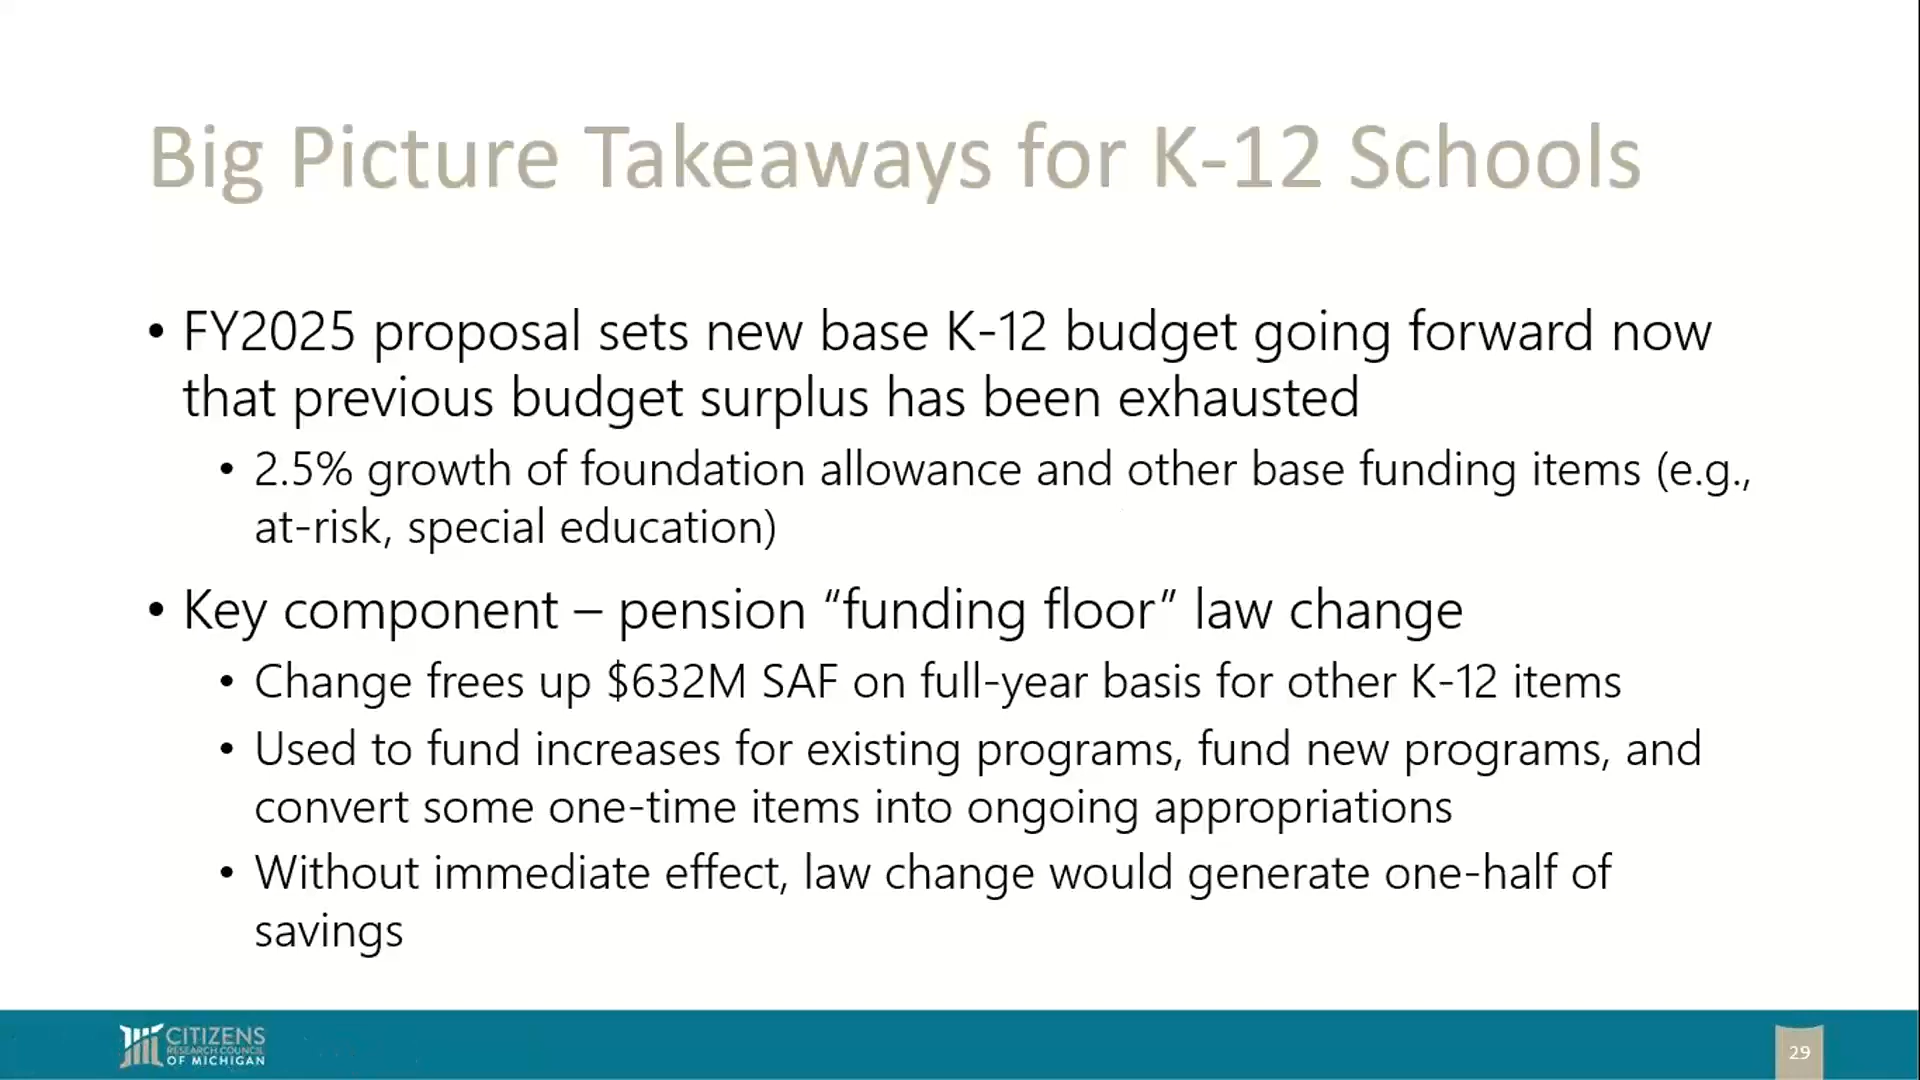 Big Picture Takeaways for K-12 Schools
• FY2025 proposal sets new base K-12 budget going forward now
that previous budget surplus has been exhausted
• 2.5% growth of foundation allowance and other base funding items (e.g.,
at-risk, special education)
• Key component – pension “funding floor” law change
• Change frees up $632M SAF on full-year basis for other K-12 items
• Used to fund increases for existing programs, fund new programs, and
convert some one-time items into ongoing appropriations
• Without immediate effect, law change would generate one-half of
savings
CITIZENS
RESEARCH COUNCIL
OF MICHIGAN
29